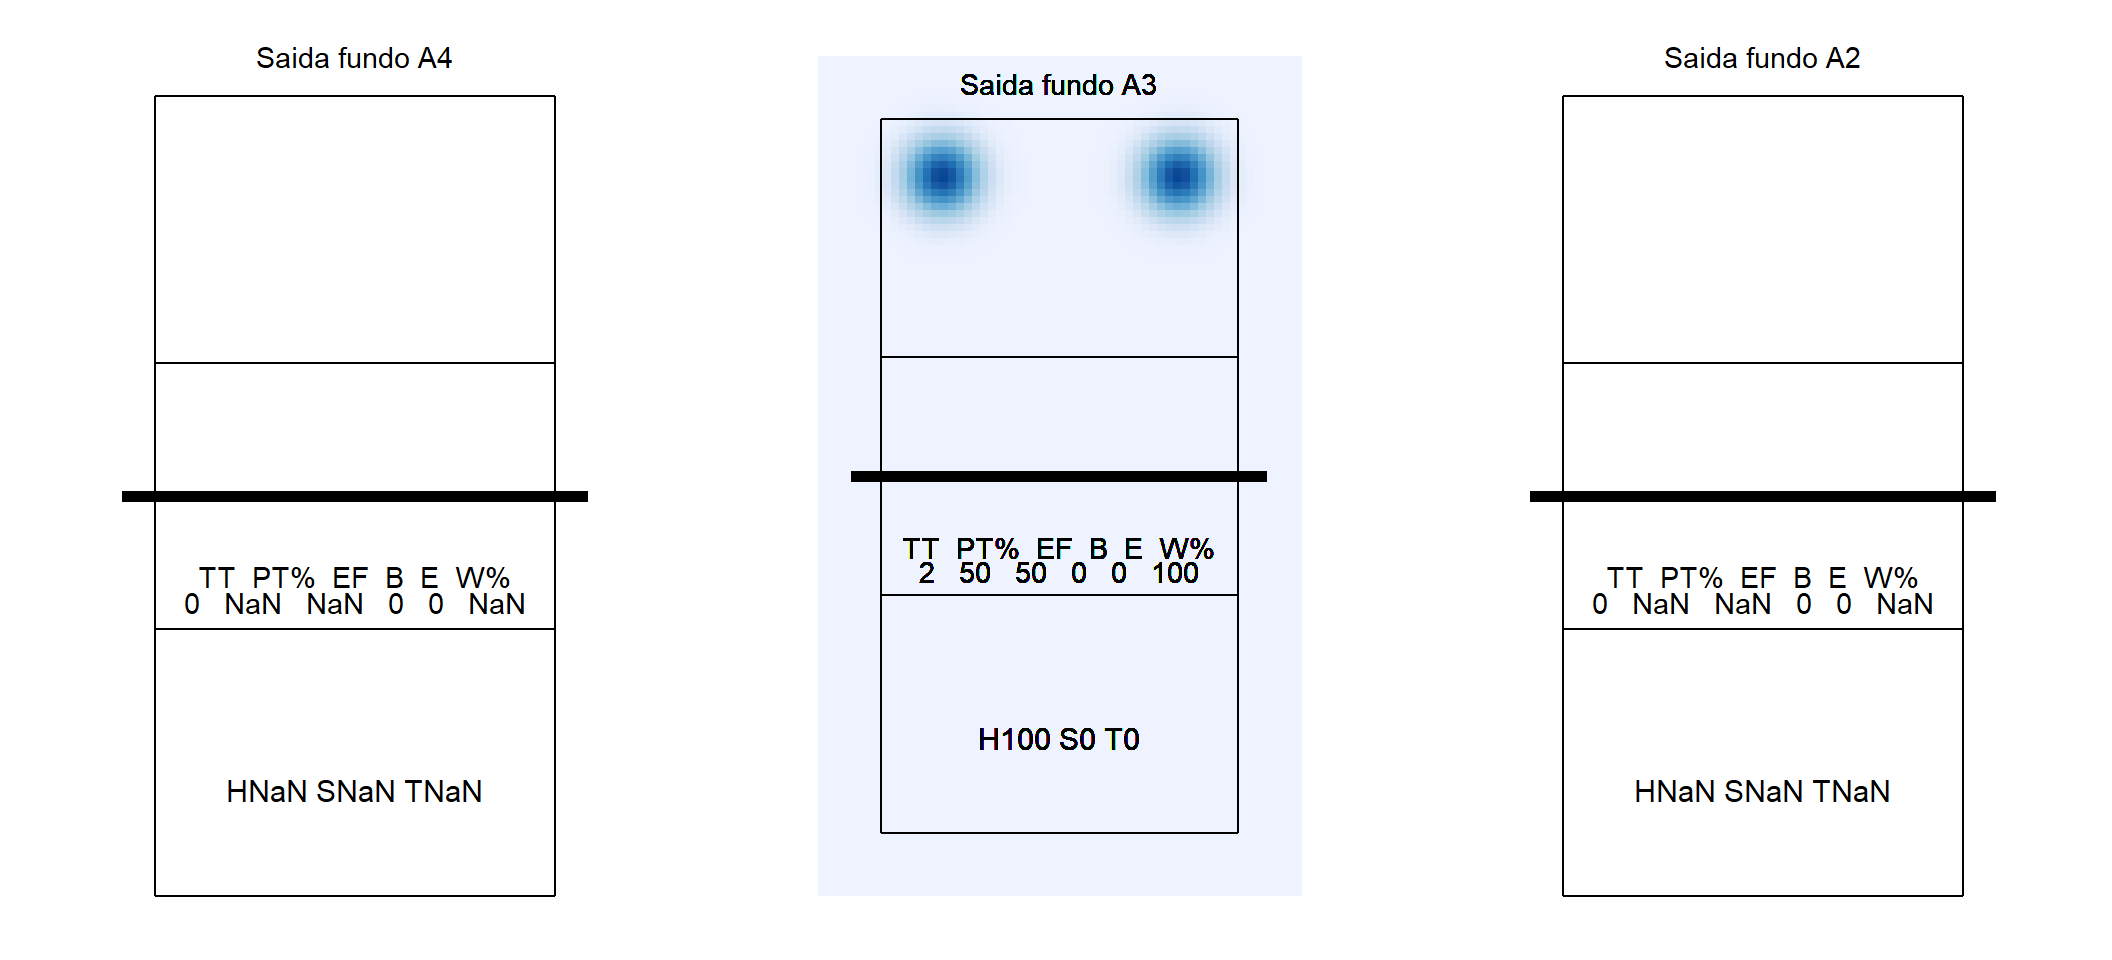 Saida fundo A4
TT PT% EF B E W%
0 NaN NaN 0 0 NaN
HNaN SNaN TNaN
Saida fundo A3
TT PT% EF B E W%
2 50 50 0 0 100
H100 S0 T0
Saida fundo A2
TT PT% EF B E W%
0 NaN NaN 0 0 NaN
HNaN SNaN TNaN